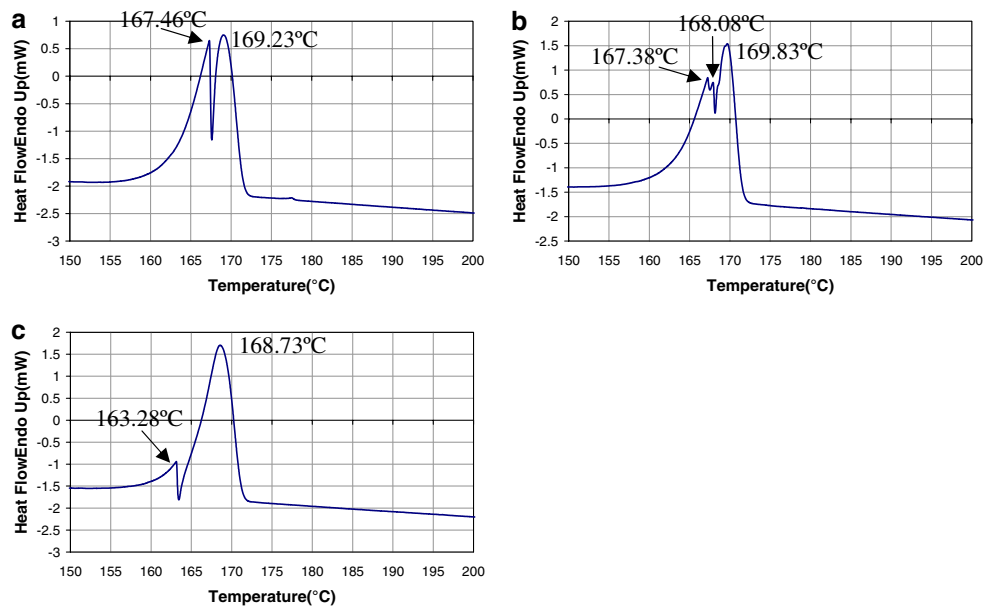 a
167.46ºC
169.23ºC
Heat FlowEndo Up(mW)
1
0.5
0
-0.5
-1
-1.5
-2
-2.5
-3
150 155 160 165 170 175 180 185 190 195 200
Temperature(°C)
b
168.08ºC
167.38ºC
169.83ºC
Heat FlowEndo Up(mW)
2
1.5
1
0.5
0
-0.5
-1
-1.5
-2
-2.5
150 155 160 165 170 175 180 185 190 195 200
Temperature(°C)
c
168.73ºC
163.28ºC
Heat FlowEndo Up(mW)
2
1.5
1
0.5
0
-0.5
-1
-1.5
-2
-2.5
-3
150 155 160 165 170 175 180 185 190 195 200
Temperature(°C)